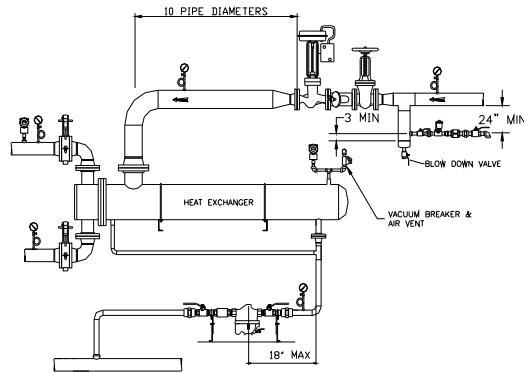 10 PIPE DIAMETERS
3 MIN
24" MIN
BLOW DOWN VALVE
HEAT EXCHANGER
VACUUM BREAKER &
AIR VENT
18" MAX